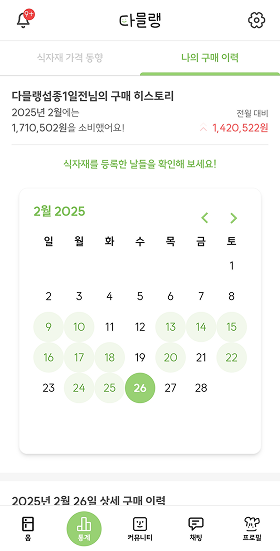 9+
다믈랭
식자재 가격 동향 나의 구매 이력
다믈랭섭종1일전님의 구매 히스토리
2025년 2월에는 전월 대비
1,710,502원을 소비했어요! 1,420,522원
식자재를 등록한 날들을 확인해 보세요!
2월 2025
일 월 화 수 목 금 토
1
2 3 4 5 6 7 8
9 10 11 12 13 14 15
16 17 18 19 20 21 22
23 24 25 26 27 28
2025년 2월 26일 상세 구매 이력
홈 통계 커뮤니티 채팅 프로필